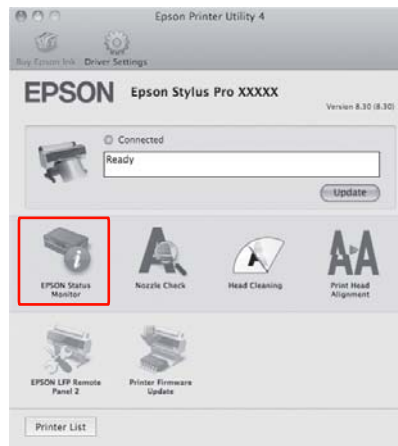 Epson Printer Utility 4
Buy Epson Ink Driver Settings
EPSON Epson Stylus Pro XXXXX
Version 8.30 (8.30)
Connected
Ready
Update
EPSON Status Monitor
Nozzle Check
Head Cleaning
Print Head Alignment
EPSON LFP Remote Panel 2
Printer Firmware Update
Printer List